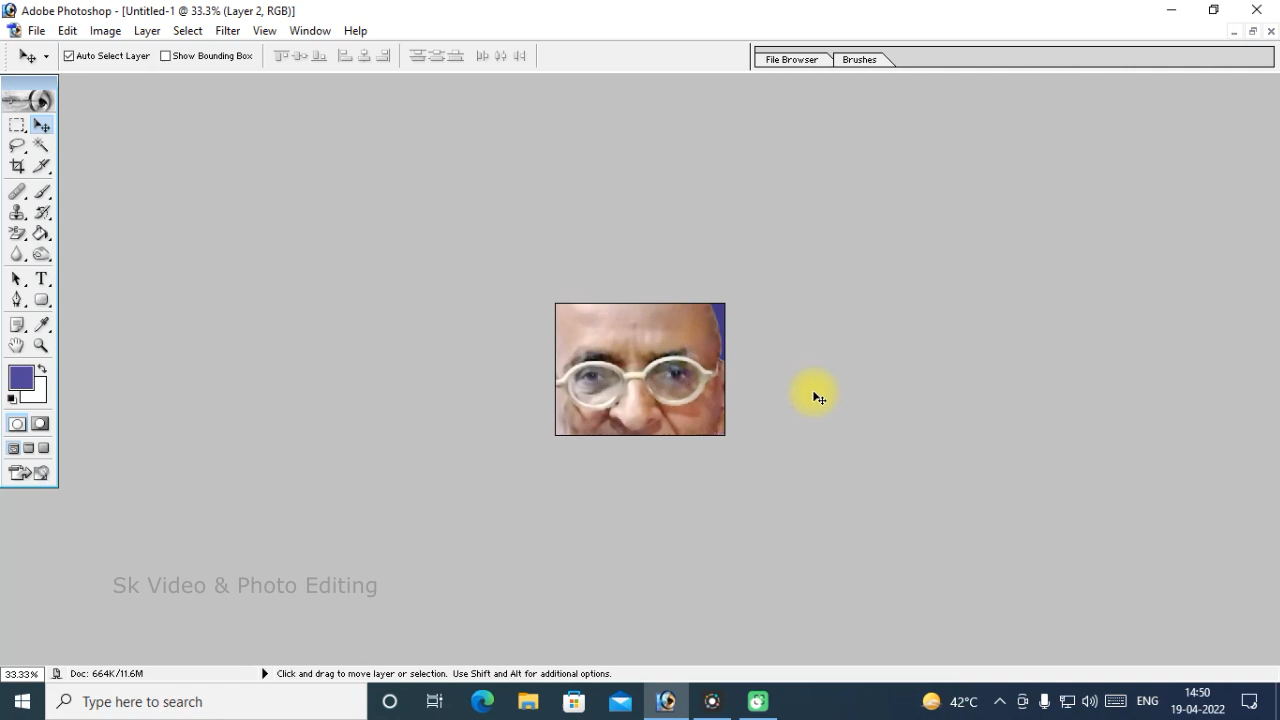 Adobe Photoshop - [Untitled-1 @ 33.3% (Layer 2, RGB)]
File Edit Image Layer Select Filter View Window Help
Auto Select Layer Show Bounding Box File Browser Brushes
T
Sk Video & Photo Editing
33.33% Doc: 664K/11.6M Click and drag to move layer or selection. Use Shift and Alt for additional options.
Type here to search 42°C ENG 14:50
19-04-2022